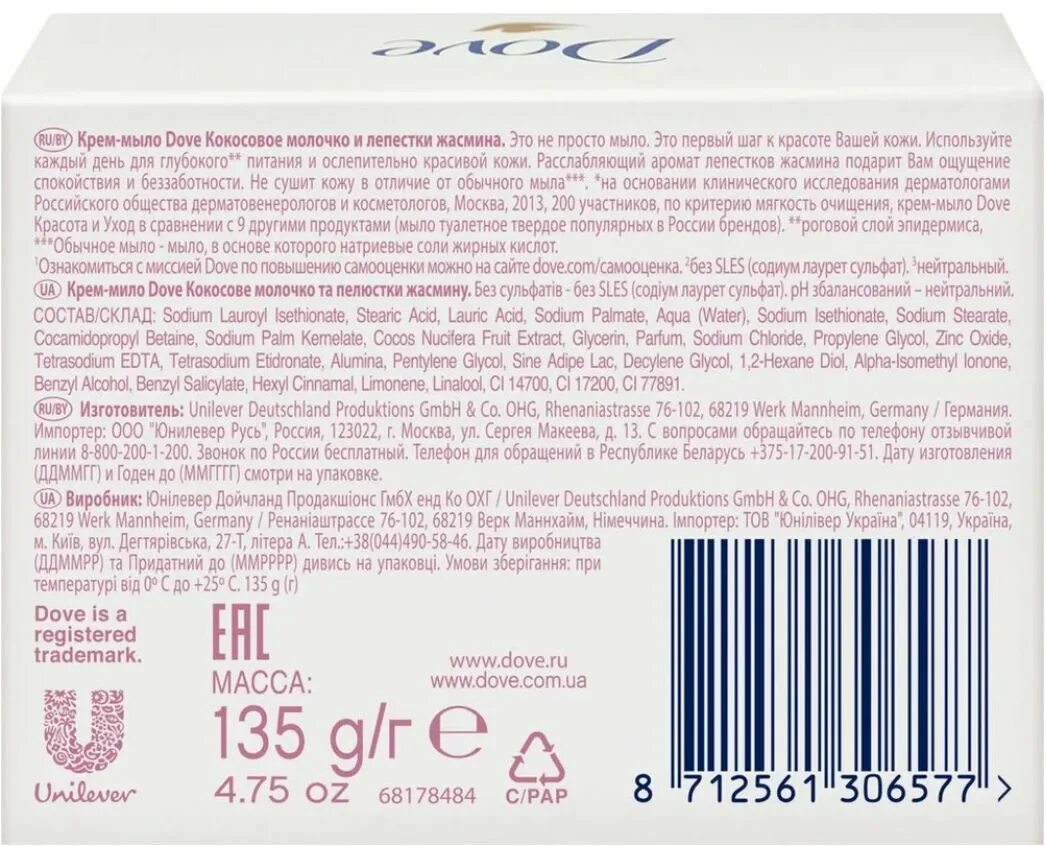 Dove
RU/BY Крем-мыло Dove Кокосовое молочко и лепестки жасмина. Это не просто мыло. Это первый шаг к красоте Вашей кожи. Используйте
каждый день для глубокого** питания и ослепительно красивой кожи. Расслабляющий аромат лепестков жасмина подарит Вам ощущение
спокойствия и беззаботности. Не сушит кожу в отличие от обычного мыла***. *на основании клинического исследования дерматологами
Российского общества дерматовенерологов и косметологов, Москва, 2013, 200 участников, по критерию мягкость очищения, крем-мыло Dove
Красота и Уход в сравнении с 9 другими продуктами (мыло туалетное твердое популярных в России брендов). **роговой слой эпидермиса,
***Обычное мыло - мыло, в основе которого натриевые соли жирных кислот.
¹Ознакомиться с миссией Dove по повышению самооценки можно на сайте dove.com/самооценка. ²без SLES (содиум лаурет сульфат). ³нейтральный.
UA Крем-мило Dove Кокосове молочко та пелюстки жасмину. Без сульфатів - без SLES (содіум лаурет сульфат). pH збалансований – нейтральний.
СОСТАВ/СКЛАД: Sodium Lauroyl Isethionate, Stearic Acid, Lauric Acid, Sodium Palmate, Aqua (Water), Sodium Isethionate, Sodium Stearate,
Cocamidopropyl Betaine, Sodium Palm Kernelate, Cocos Nucifera Fruit Extract, Glycerin, Parfum, Sodium Chloride, Propylene Glycol, Zinc Oxide,
Tetrasodium EDTA, Tetrasodium Etidronate, Alumina, Pentylene Glycol, Sine Adipe Lac, Decylene Glycol, 1,2-Hexane Diol, Alpha-Isomethyl Ionone,
Benzyl Alcohol, Benzyl Salicylate, Hexyl Cinnamal, Limonene, Linalool, CI 14700, CI 17200, CI 77891.
RU/BY Изготовитель: Unilever Deutschland Produktions GmbH & Co. OHG, Rhenaniastrasse 76-102, 68219 Werk Mannheim, Germany / Германия.
Импортер: ООО "Юнилевер Русь", Россия, 123022, г. Москва, ул. Сергея Макеева, д. 13. С вопросами обращайтесь по телефону отзывчивой
линии 8-800-200-1-200. Звонок по России бесплатный. Телефон для обращений в Республике Беларусь +375-17-200-91-51. Дату изготовления
(ДДММГГ) и Годен до (ММГГГГ) смотри на упаковке.
UA Виробник: Юнілевер Дойчланд Продакшіонс ГмбХ енд Ко ОХГ / Unilever Deutschland Produktions GmbH & Co. OHG, Rhenaniastrasse 76-102,
68219 Werk Mannheim, Germany / Ренаніаштрассе 76-102, 68219 Верк Маннхайм, Німеччина. Імпортер: ТОВ "Юнілівер Україна", 04119, Україна,
м. Київ, вул. Дегтярівська, 27-Т, літера А. Тел.:+38(044)490-58-46. Дату виробництва
(ДДММРР) та Придатний до (ММРРРР) дивись на упаковці. Умови зберігання: при
температурі від 0º С до +25º С. 135 g (г)
Dove is a
registered
trademark.
EAC
МАССА:
135 g/г e
4.75 oz 68178484
www.dove.ru
www.dove.com.ua
C/PAP
Unilever
8 712561 306577 >